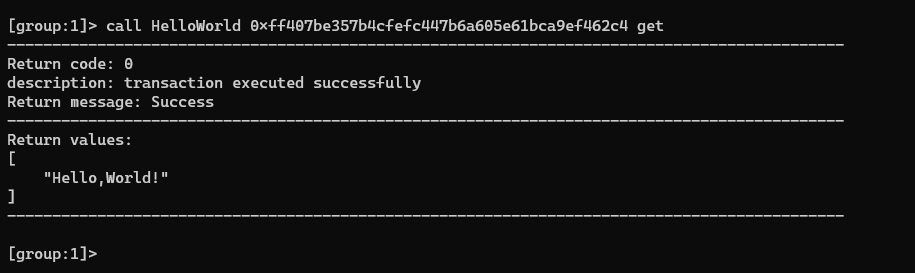 [group:1]> call HelloWorld 0xff407be357b4cfefc447b6a605e61bca9ef462c4 get
---------------------------------------------------------------------------------------------
Return code: 0
description: transaction executed successfully
Return message: Success
---------------------------------------------------------------------------------------------
Return values:
[
    "Hello,World!"
]
---------------------------------------------------------------------------------------------
[group:1]>